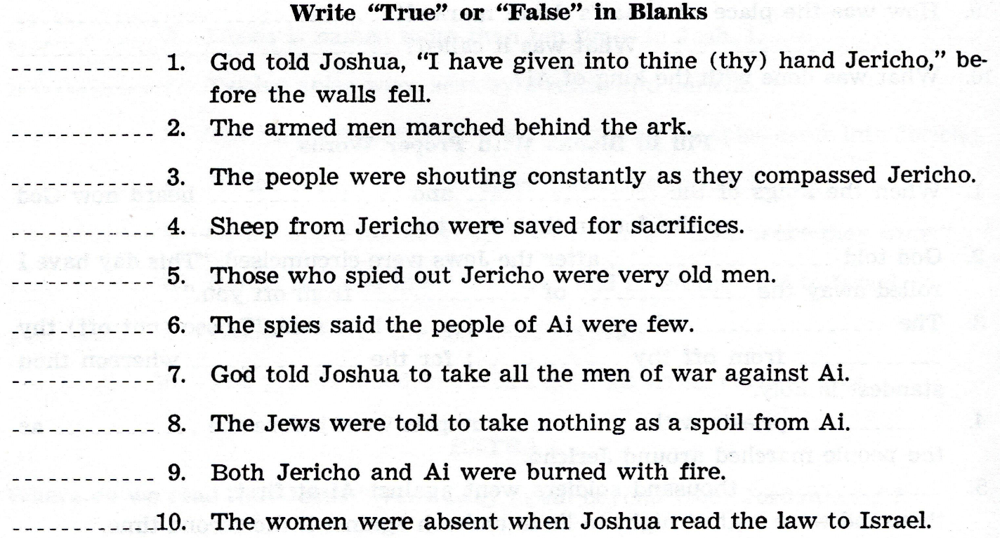 Write “True” or “False” in Blanks
------------ 1. God told Joshua, “I have given into thine (thy) hand Jericho,” be-
fore the walls fell.
------------ 2. The armed men marched behind the ark.
------------ 3. The people were shouting constantly as they compassed Jericho.
------------ 4. Sheep from Jericho were saved for sacrifices.
------------ 5. Those who spied out Jericho were very old men.
------------ 6. The spies said the people of Ai were few.
------------ 7. God told Joshua to take all the men of war against Ai.
------------ 8. The Jews were told to take nothing as a spoil from Ai.
------------ 9. Both Jericho and Ai were burned with fire.
------------ 10. The women were absent when Joshua read the law to Israel.